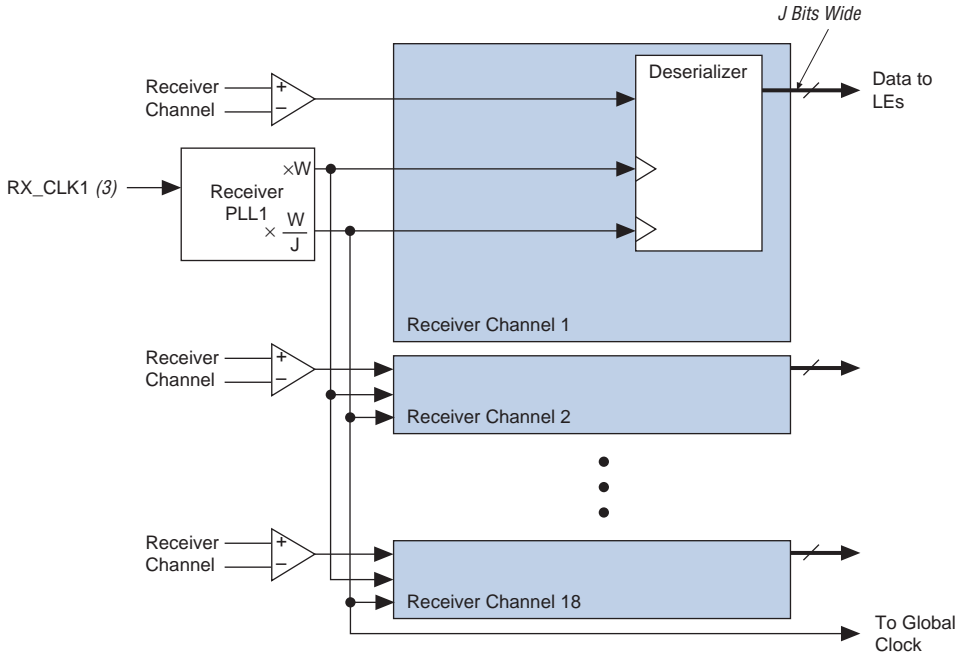 J Bits Wide
Receiver
Channel
+
–
Deserializer
Data to
LEs
RX_CLK1 (3)
×W
Receiver
PLL1
× W
J
Receiver Channel 1
Receiver
Channel
+
–
Receiver Channel 2
Receiver
Channel
+
–
Receiver Channel 18
To Global
Clock